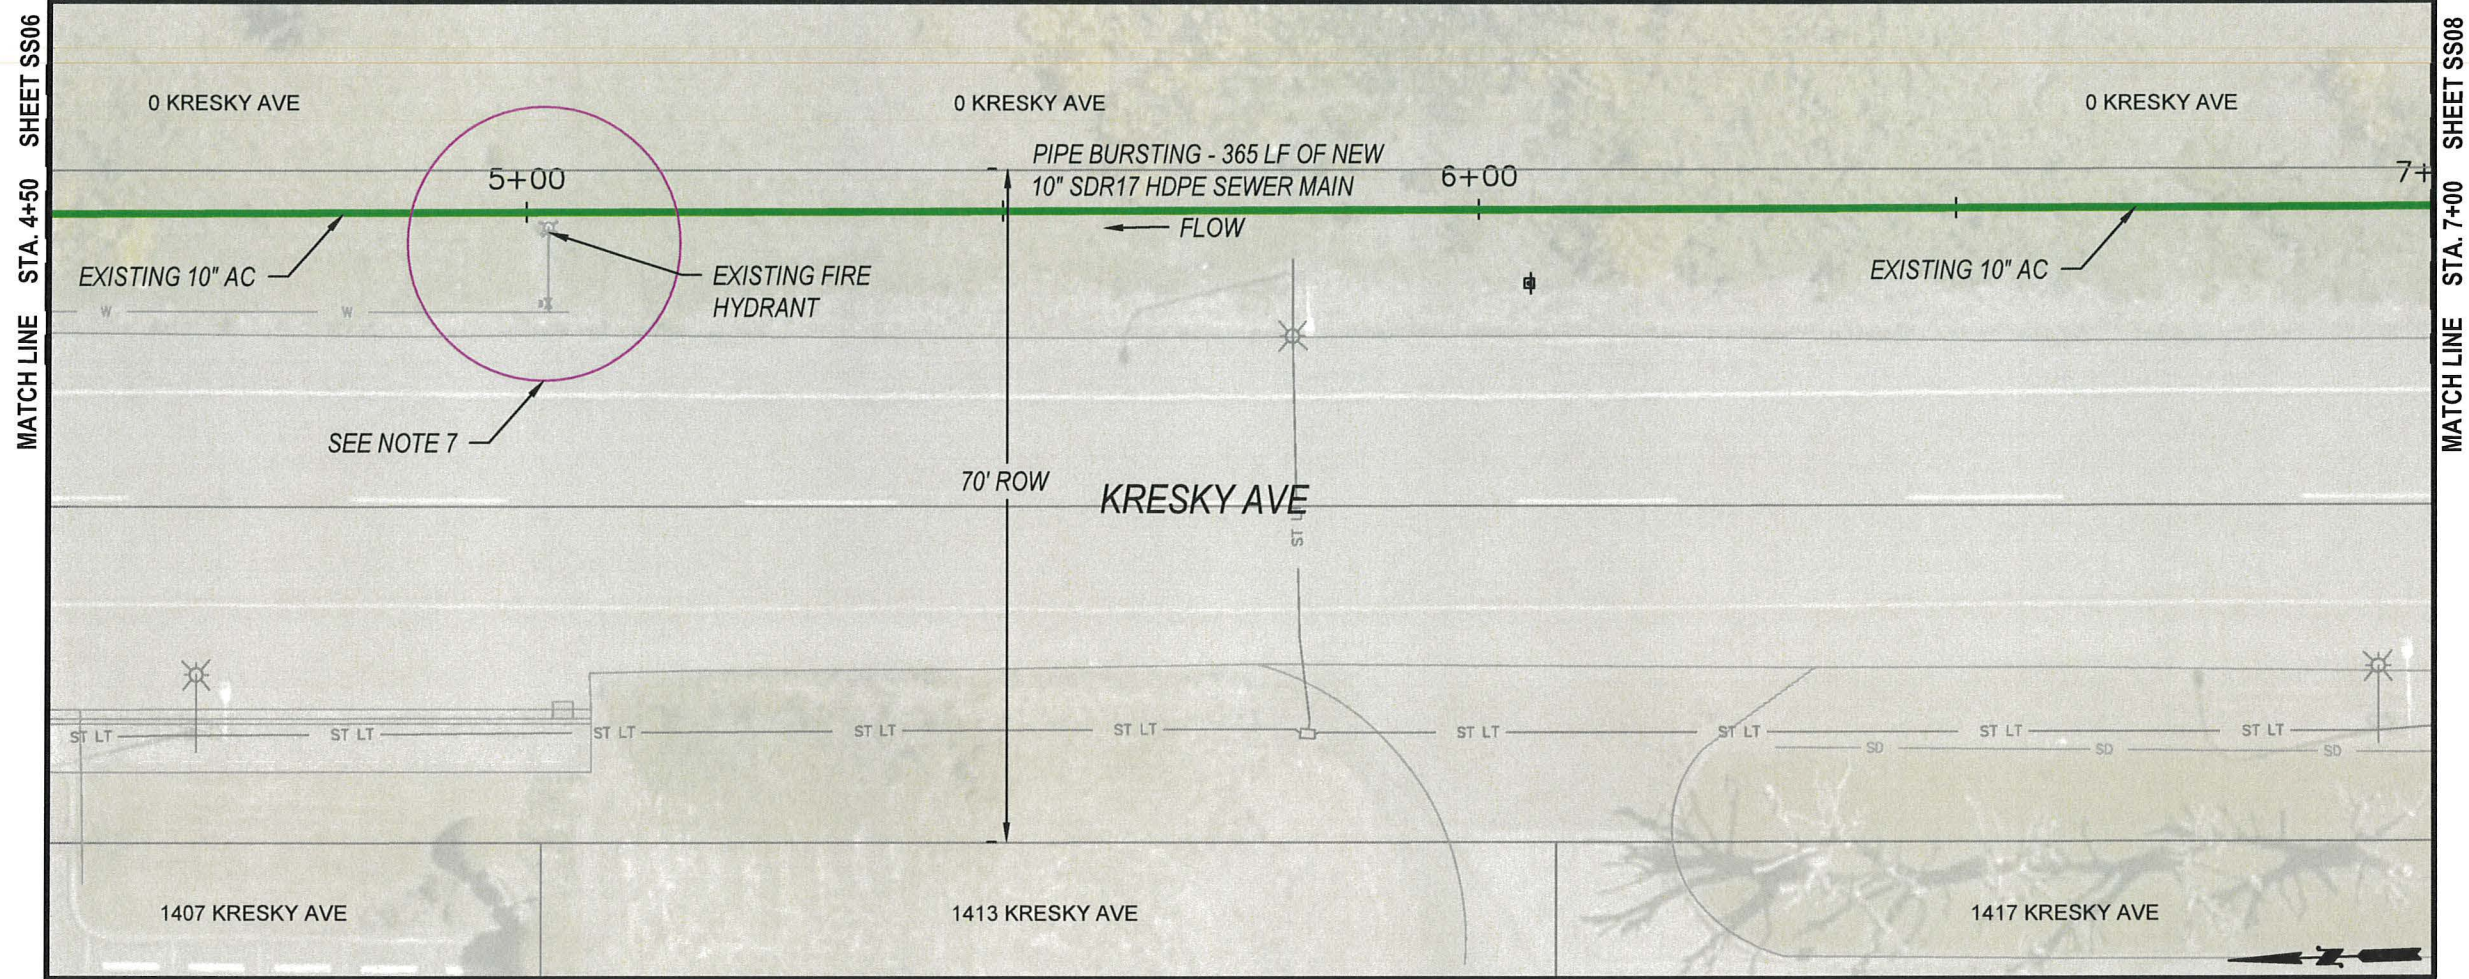 MATCH LINE STA. 4+50 SHEET SS06
MATCH LINE STA. 7+00 SHEET SS08
0 KRESKY AVE
0 KRESKY AVE
0 KRESKY AVE
PIPE BURSTING - 365 LF OF NEW
10" SDR17 HDPE SEWER MAIN
5+00
6+00
7+
FLOW
EXISTING 10" AC
EXISTING FIRE
HYDRANT
EXISTING 10" AC
W
W
SEE NOTE 7
70' ROW
KRESKY AVE
ST LT
ST LT
ST LT
ST LT
ST LT
ST LT
ST LT
ST LT
ST LT
ST LT
SD
SD
SD
1407 KRESKY AVE
1413 KRESKY AVE
1417 KRESKY AVE
Z